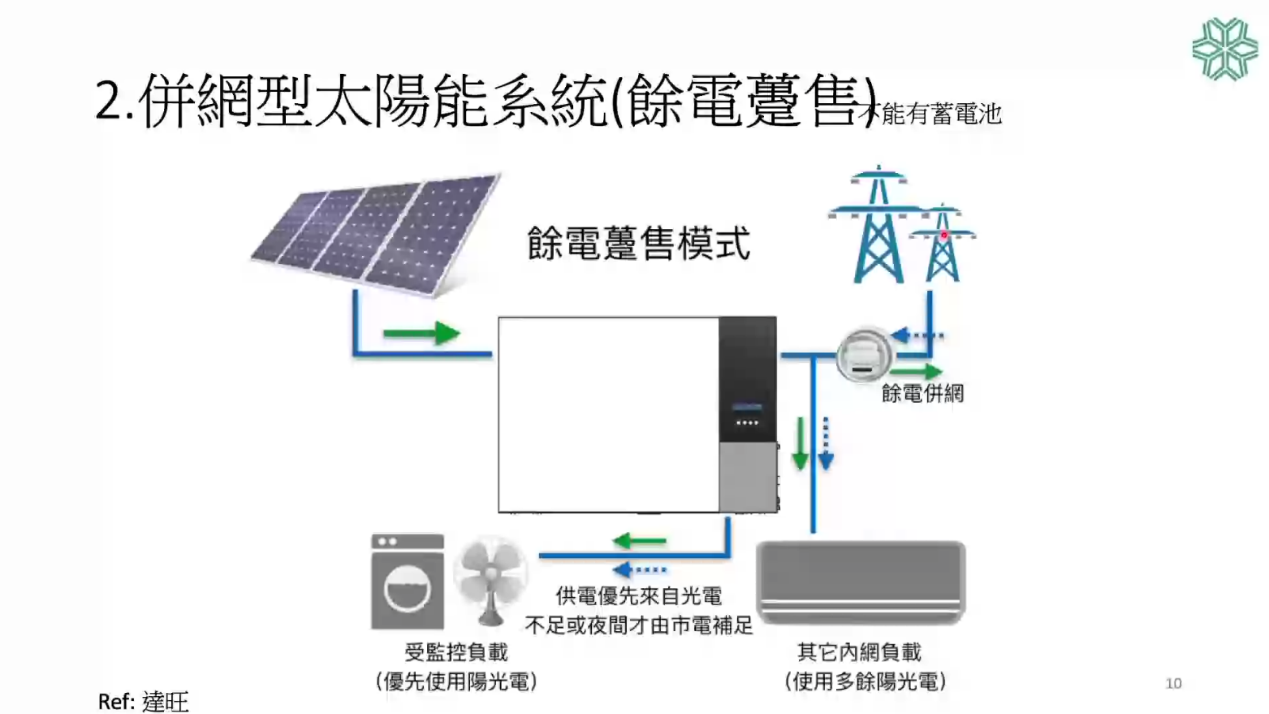 2.併網型太陽能系統(餘電躉售)不能有蓄電池
餘電躉售模式
餘電併網
供電優先來自光電
不足或夜間才由市電補足
受監控負載
(優先使用陽光電)
其它內網負載
(使用多餘陽光電)
Ref: 達旺
10